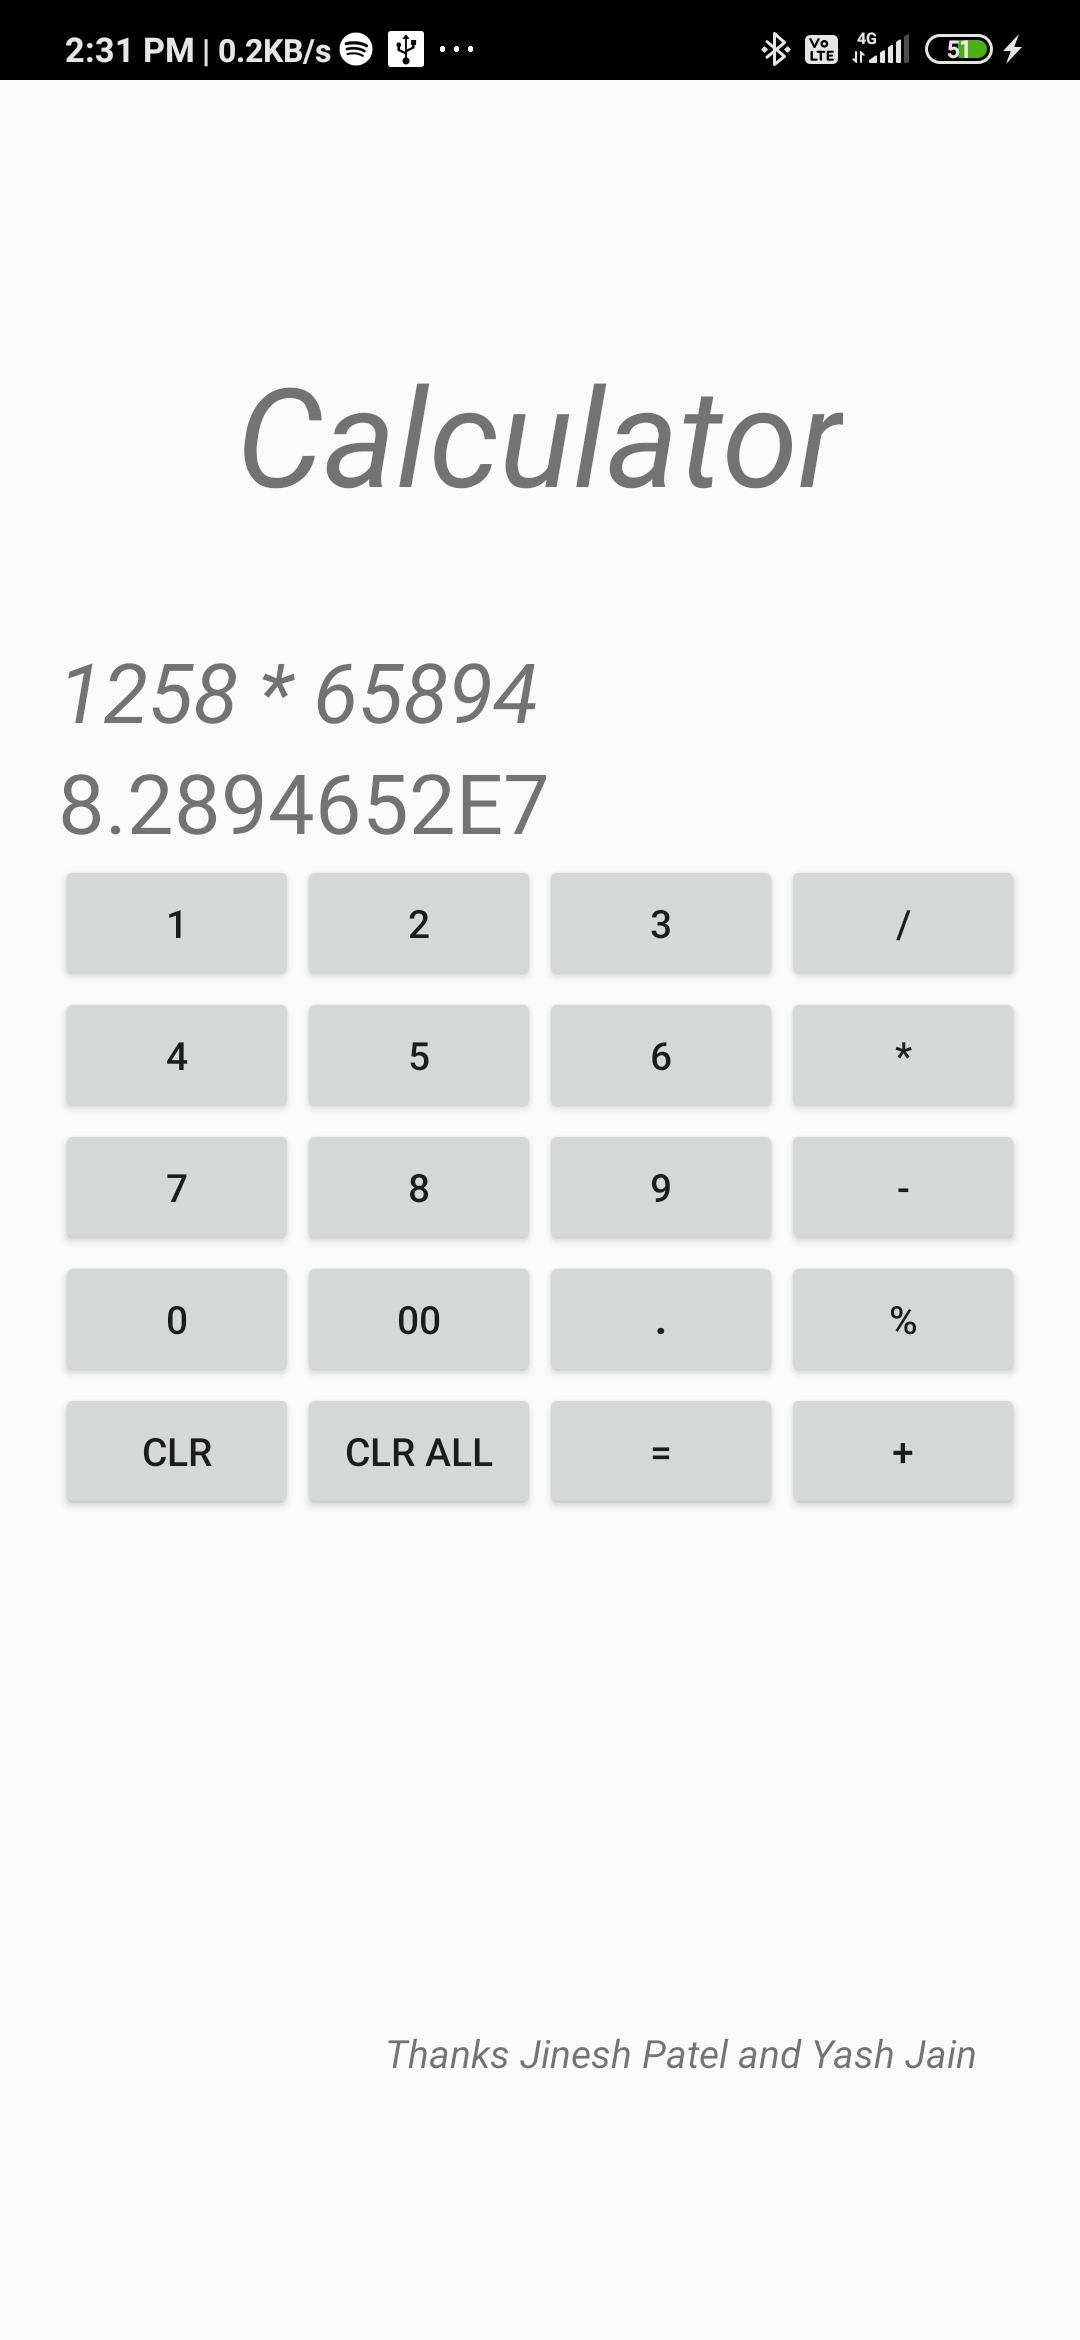 2:31 PM | 0.2KB/s ... Vo LTE 4G 51
Calculator
1258 * 65894
8.2894652E7
1 2 3 /
4 5 6 *
7 8 9 -
0 00 . %
CLR CLR ALL = +
Thanks Jinesh Patel and Yash Jain